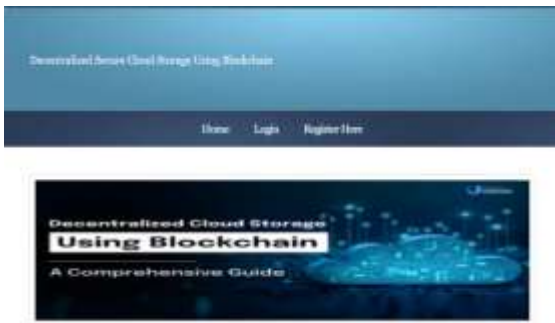 Decentralized Secure Cloud Storage Using Blockchain
Home Login Register Here
Decentralized Cloud Storage
Using Blockchain
A Comprehensive Guide